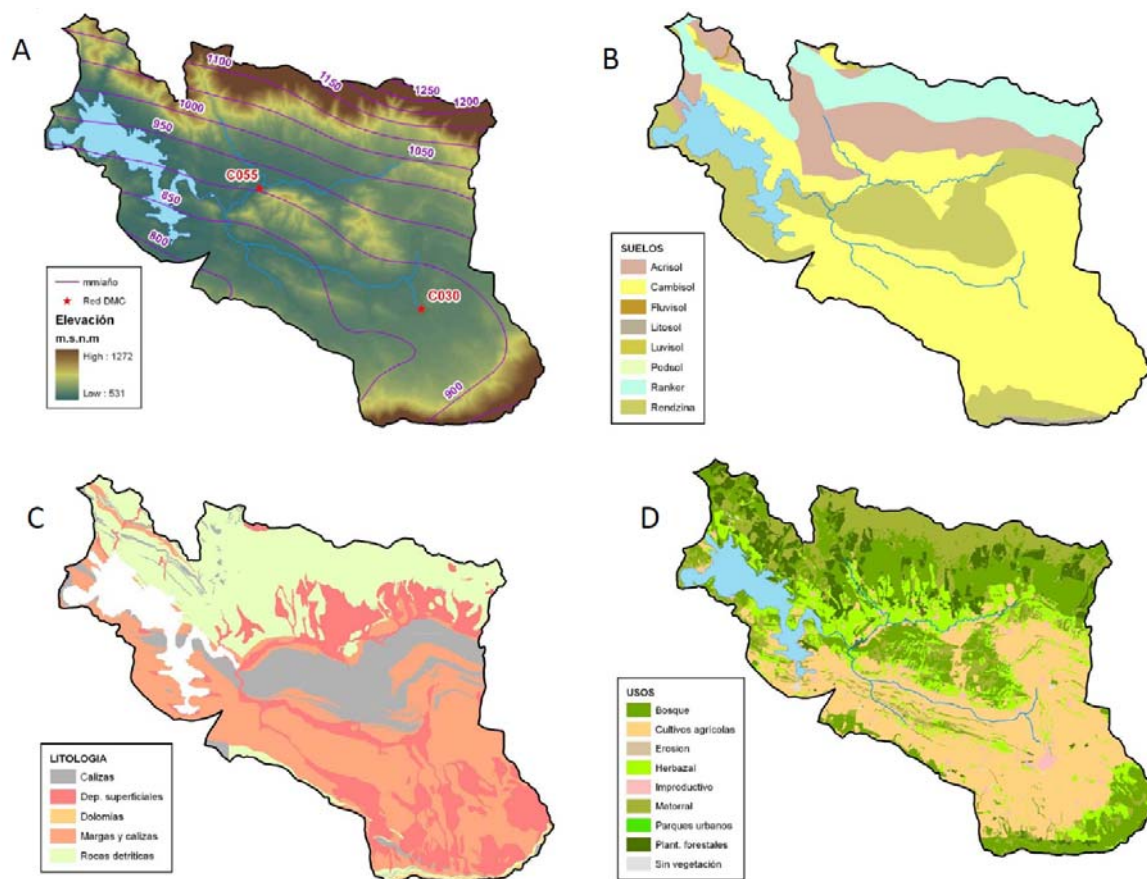 A
1100
1150
1250
1200
1000
950
1050
C055
850
800
C030
900
mm/año
Red DMC
Elevación
m.s.n.m
High : 1272
Low : 531
B
SUELOS
Acrisol
Cambisol
Fluvisol
Litosol
Luvisol
Podsol
Ranker
Rendzina
C
LITOLOGIA
Calizas
Dep. superficiales
Dolomías
Margas y calizas
Rocas detríticas
D
USOS
Bosque
Cultivos agrícolas
Erosion
Herbazal
Improductivo
Matorral
Parques urbanos
Plant. forestales
Sin vegetación